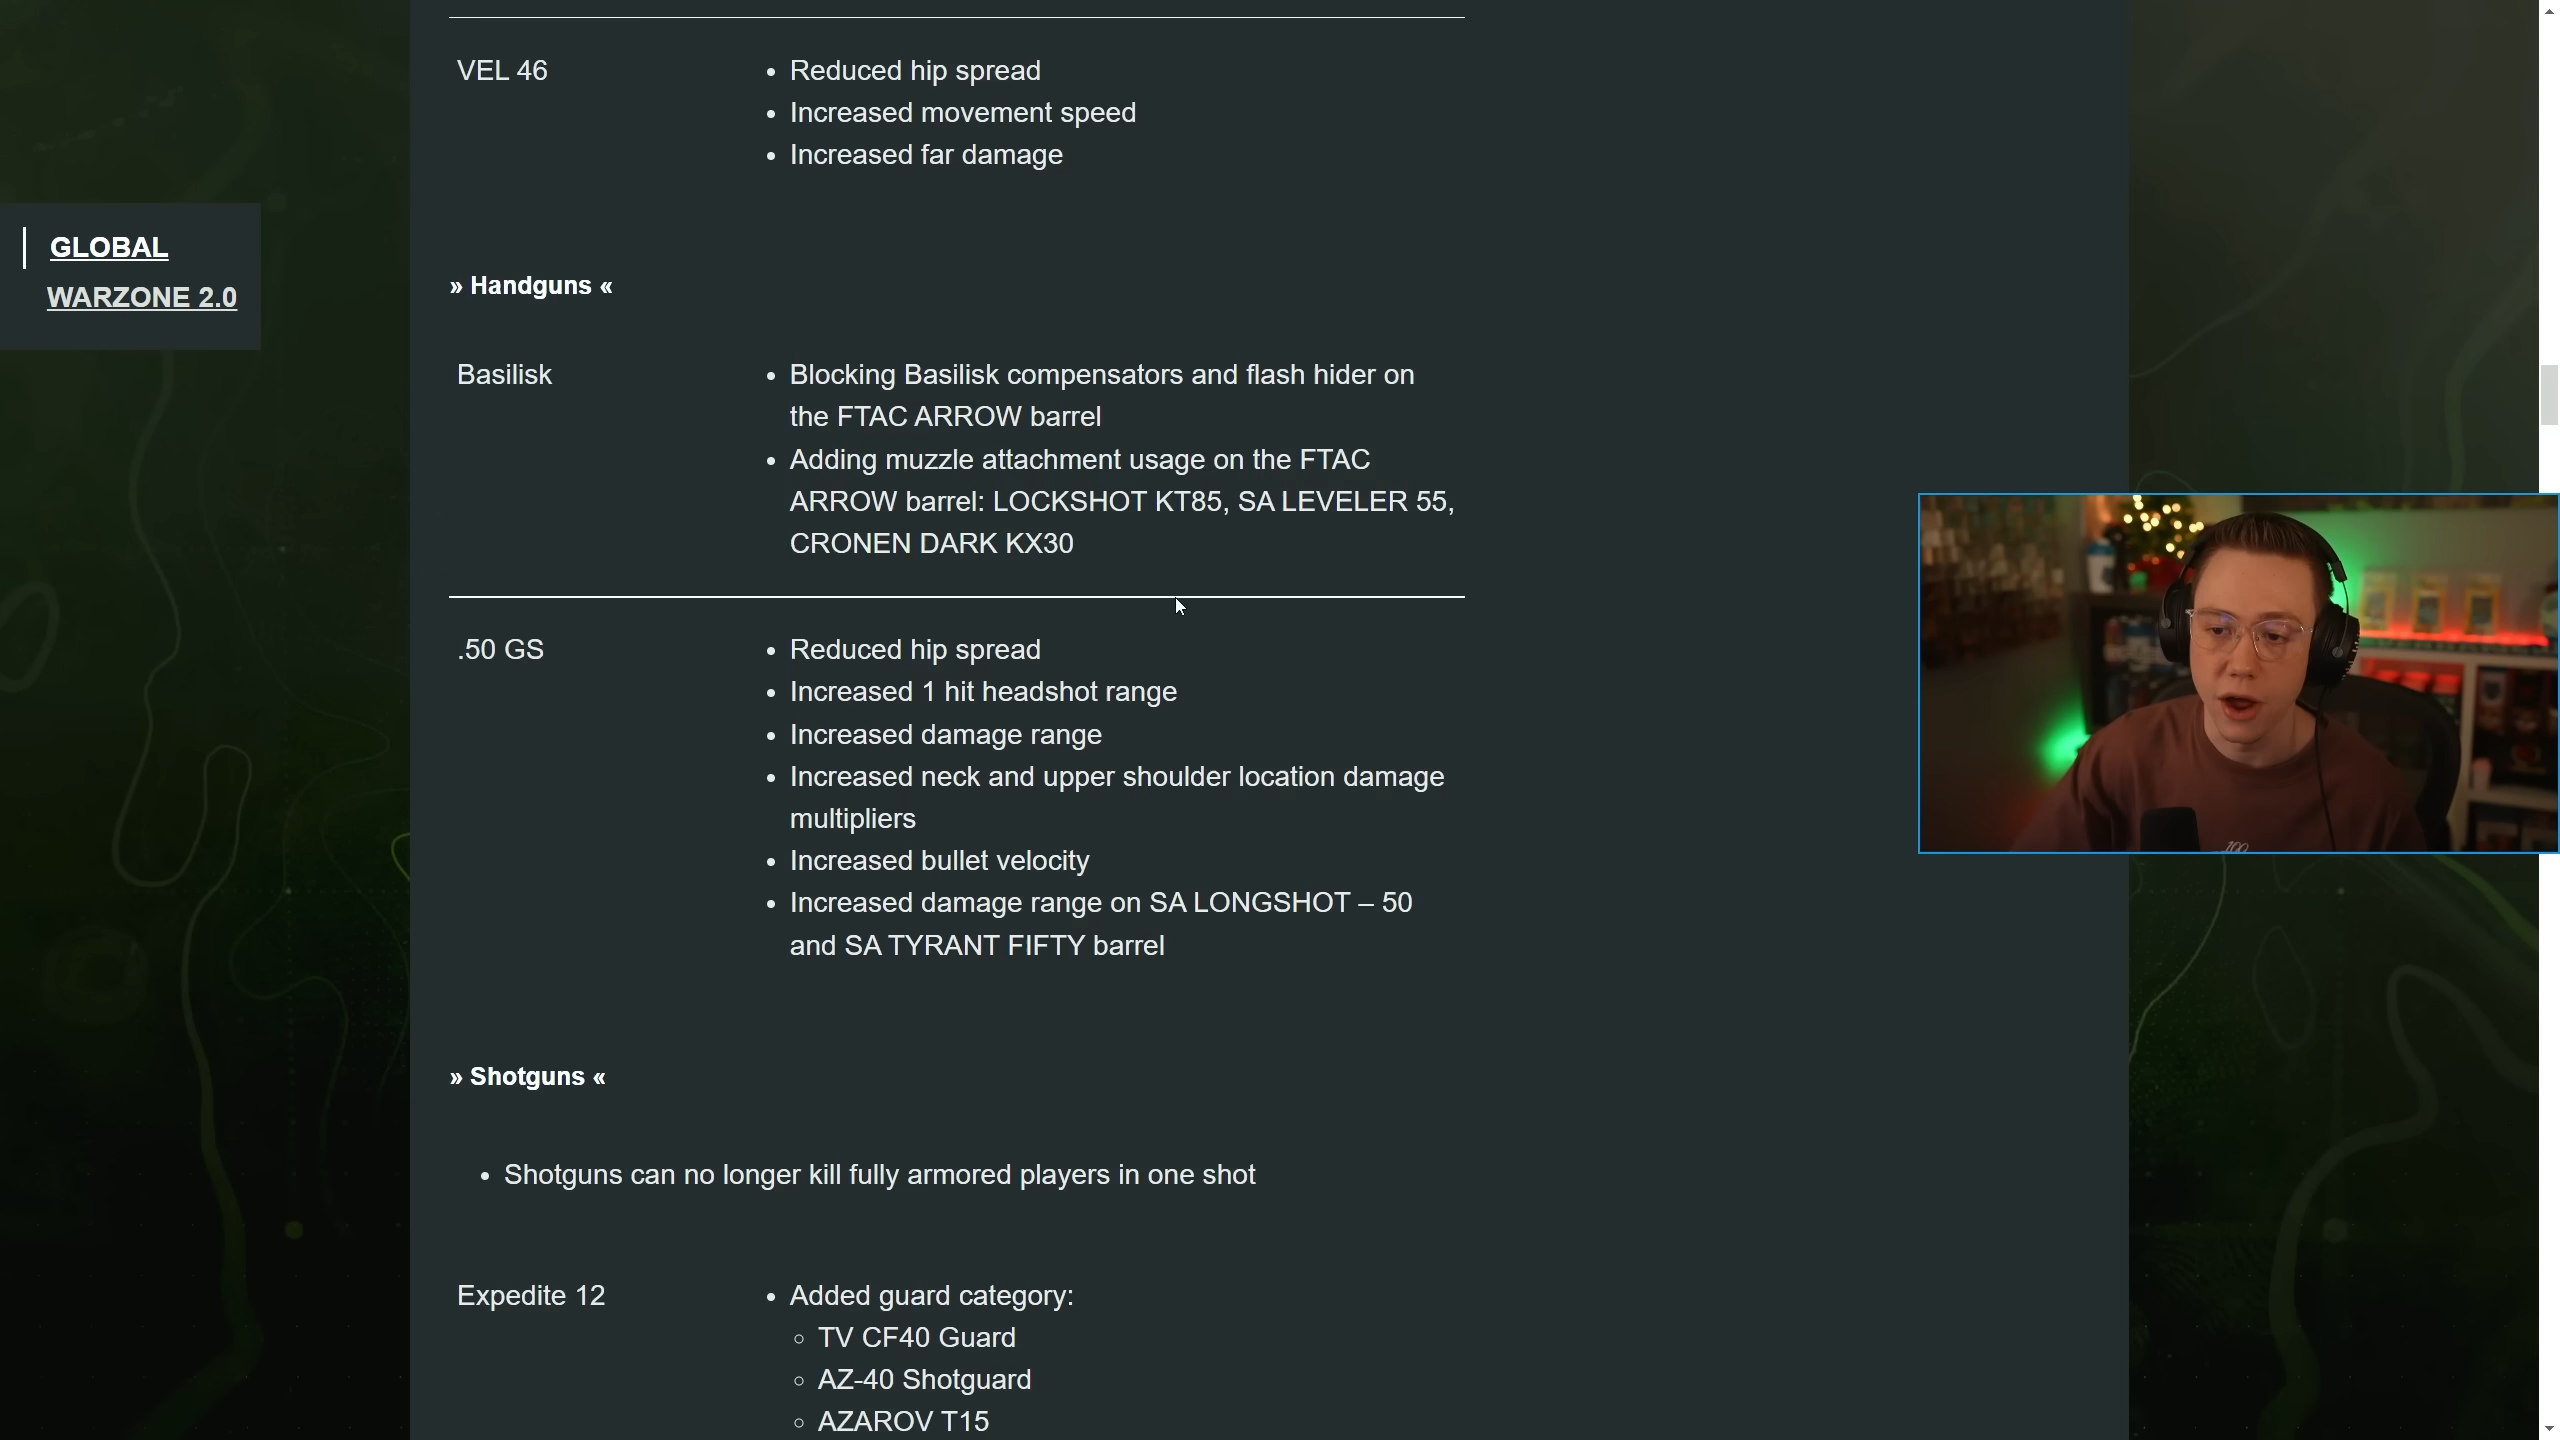 VEL 46
• Reduced hip spread
• Increased movement speed
• Increased far damage
GLOBAL
WARZONE 2.0
» Handguns «
Basilisk
• Blocking Basilisk compensators and flash hider on
the FTAC ARROW barrel
• Adding muzzle attachment usage on the FTAC
ARROW barrel: LOCKSHOT KT85, SA LEVELER 55,
CRONEN DARK KX30
.50 GS
• Reduced hip spread
• Increased 1 hit headshot range
• Increased damage range
• Increased neck and upper shoulder location damage
multipliers
• Increased bullet velocity
• Increased damage range on SA LONGSHOT – 50
and SA TYRANT FIFTY barrel
» Shotguns «
• Shotguns can no longer kill fully armored players in one shot
Expedite 12
• Added guard category:
○ TV CF40 Guard
○ AZ-40 Shotguard
○ AZAROV T15
100